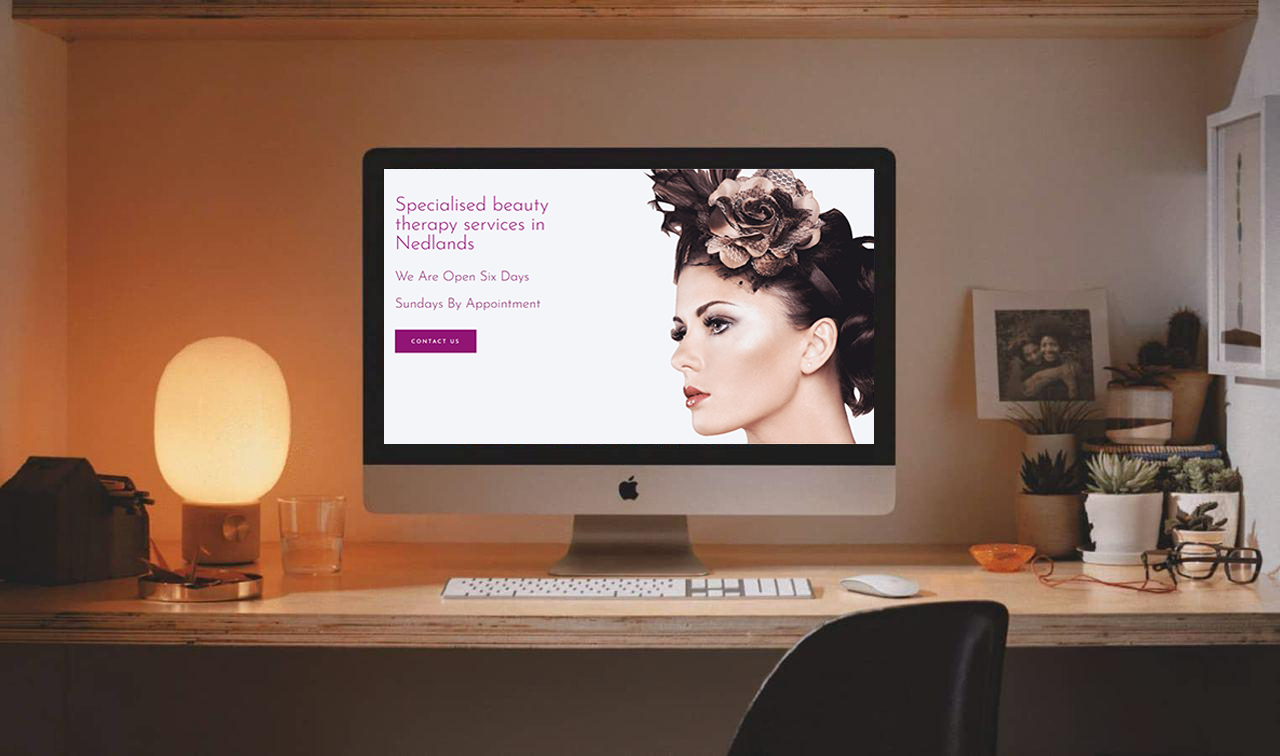 Specialised beauty
therapy services in
Nedlands
We Are Open Six Days
Sundays By Appointment
CONTACT US